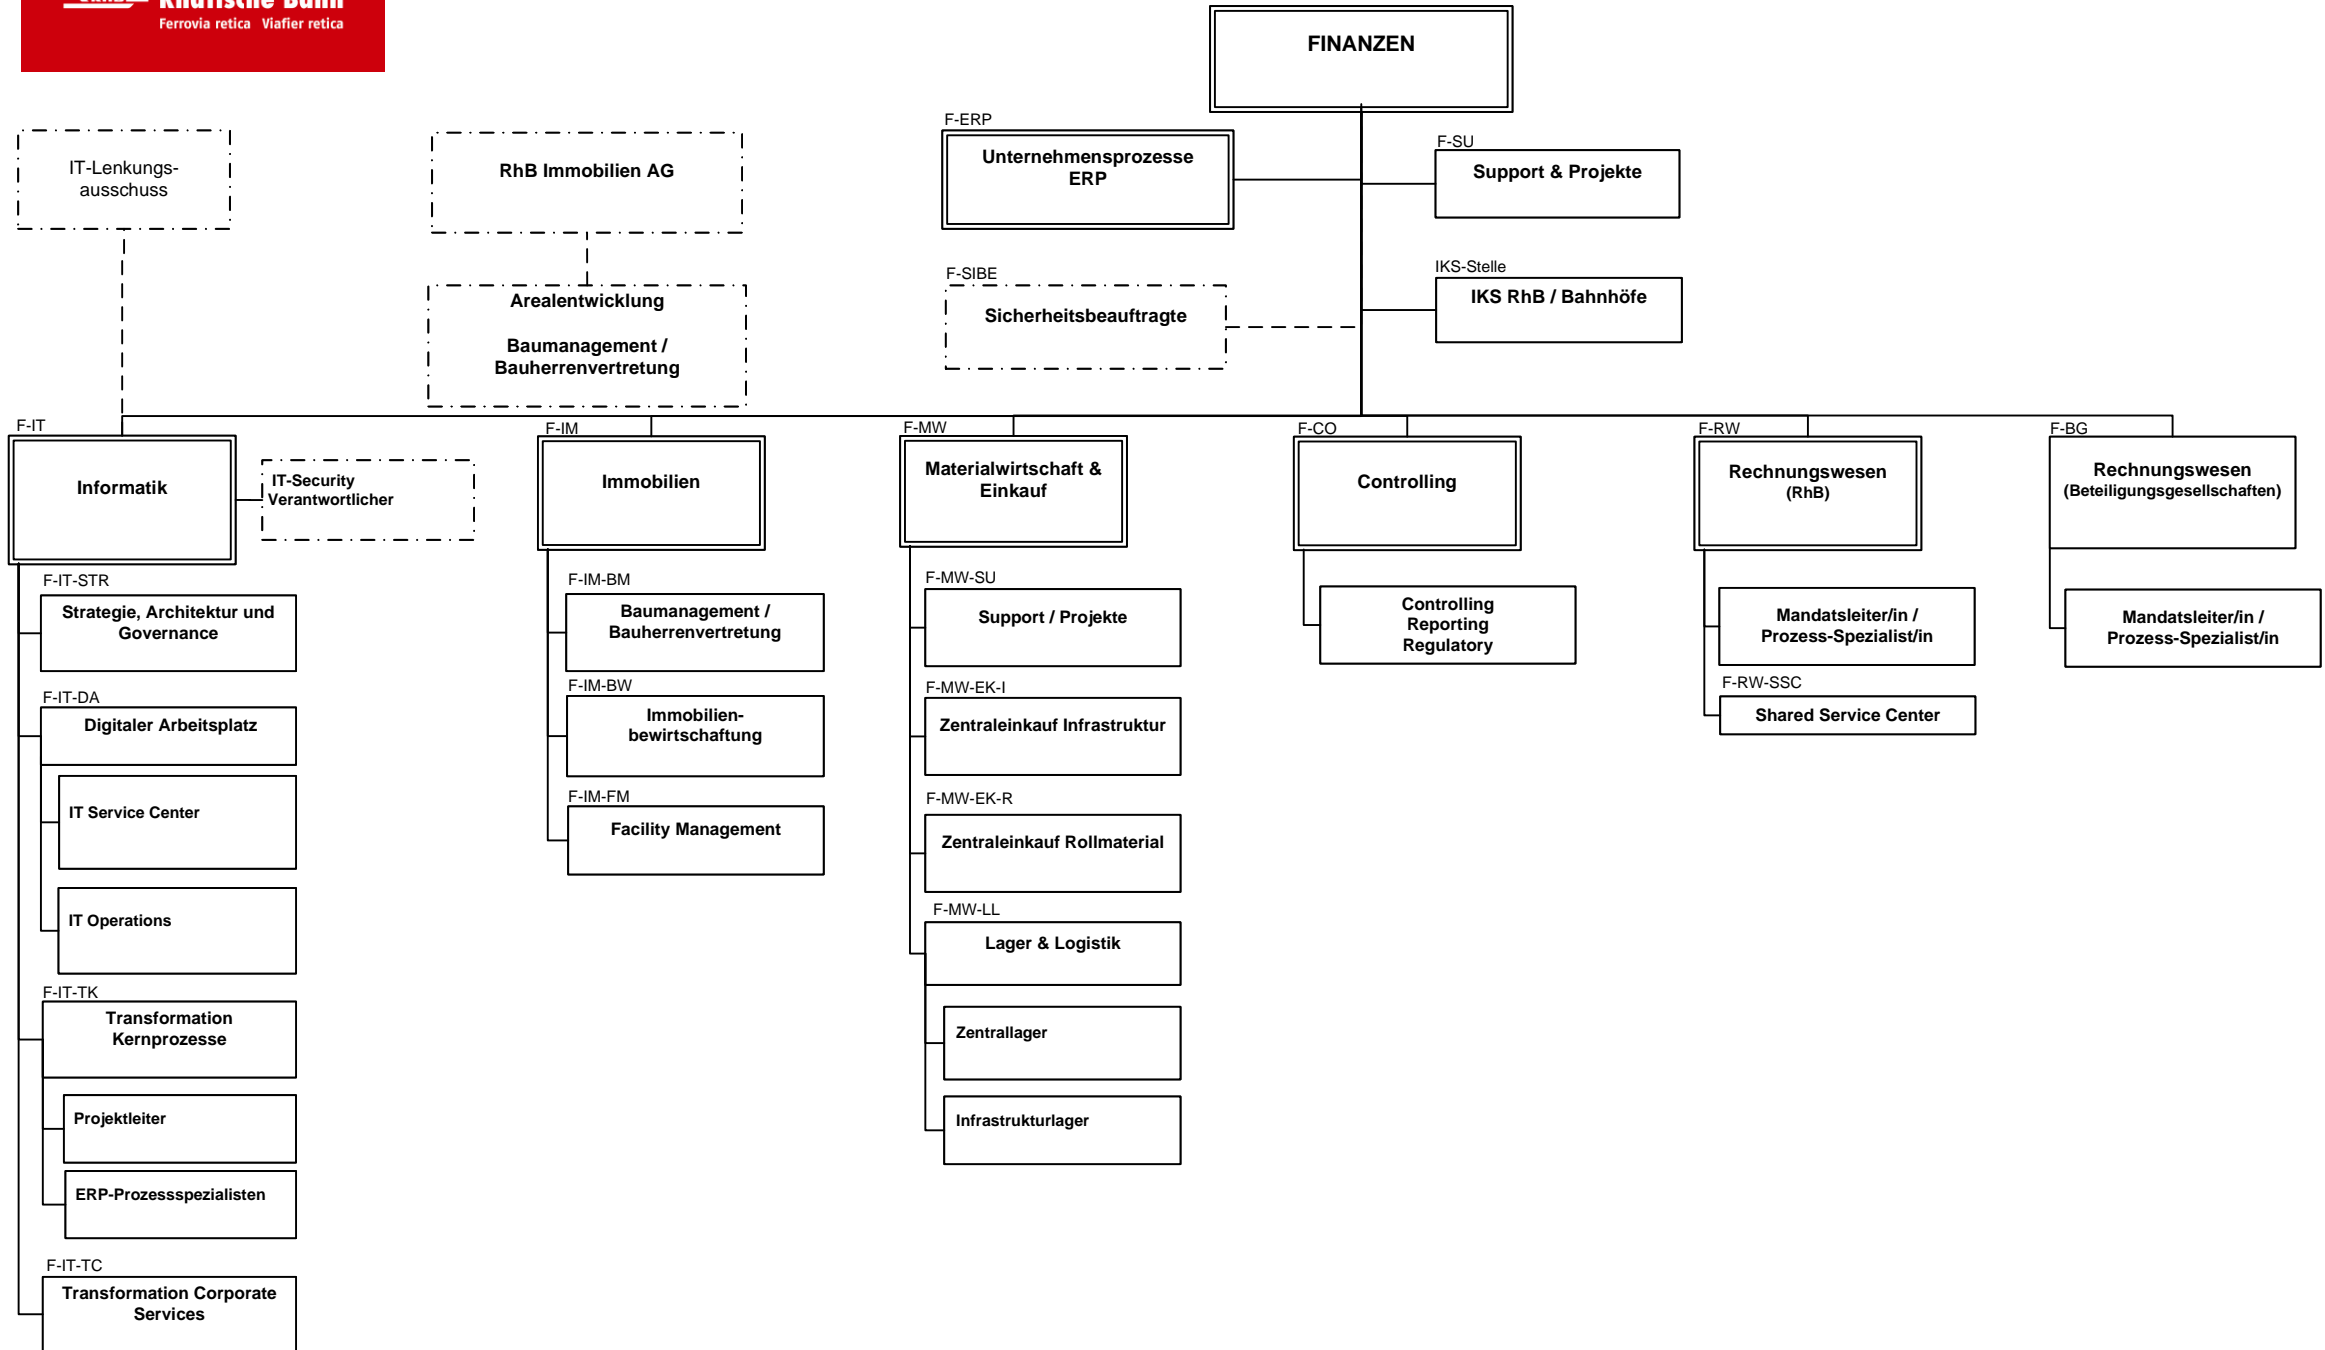 Rhätische Bahn
Ferrovia retica Viafier retica
FINANZEN
F-ERP
Unternehmensprozesse
ERP
F-SU
Support & Projekte
IT-Lenkungs-
ausschuss
RhB Immobilien AG
F-SIBE
Sicherheitsbeauftragte
IKS-Stelle
IKS RhB / Bahnhöfe
Arealentwicklung
Baumanagement /
Bauherrenvertretung
F-IT
Informatik
IT-Security
Verantwortlicher
F-IT-STR
Strategie, Architektur und
Governance
F-IT-DA
Digitaler Arbeitsplatz
IT Service Center
IT Operations
F-IT-TK
Transformation
Kernprozesse
Projektleiter
ERP-Prozessspezialisten
F-IT-TC
Transformation Corporate
Services
F-IM
Immobilien
F-IM-BM
Baumanagement /
Bauherrenvertretung
F-IM-BW
Immobilien-
bewirtschaftung
F-IM-FM
Facility Management
F-MW
Materialwirtschaft &
Einkauf
F-MW-SU
Support / Projekte
F-MW-EK-I
Zentraleinkauf Infrastruktur
F-MW-EK-R
Zentraleinkauf Rollmaterial
F-MW-LL
Lager & Logistik
Zentrallager
Infrastrukturlager
F-CO
Controlling
Controlling
Reporting
Regulatory
F-RW
Rechnungswesen
(RhB)
Mandatsleiter/in /
Prozess-Spezialist/in
F-RW-SSC
Shared Service Center
F-BG
Rechnungswesen
(Beteiligungsgesellschaften)
Mandatsleiter/in /
Prozess-Spezialist/in